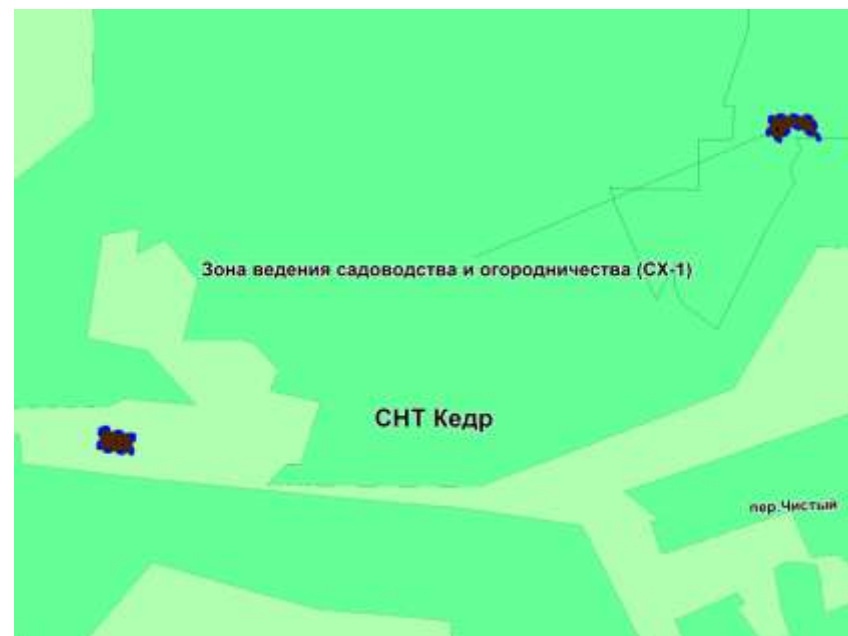 Зона ведения садоводства и огородничества (СХ-1)
СНТ Кедр
пер.Чистый